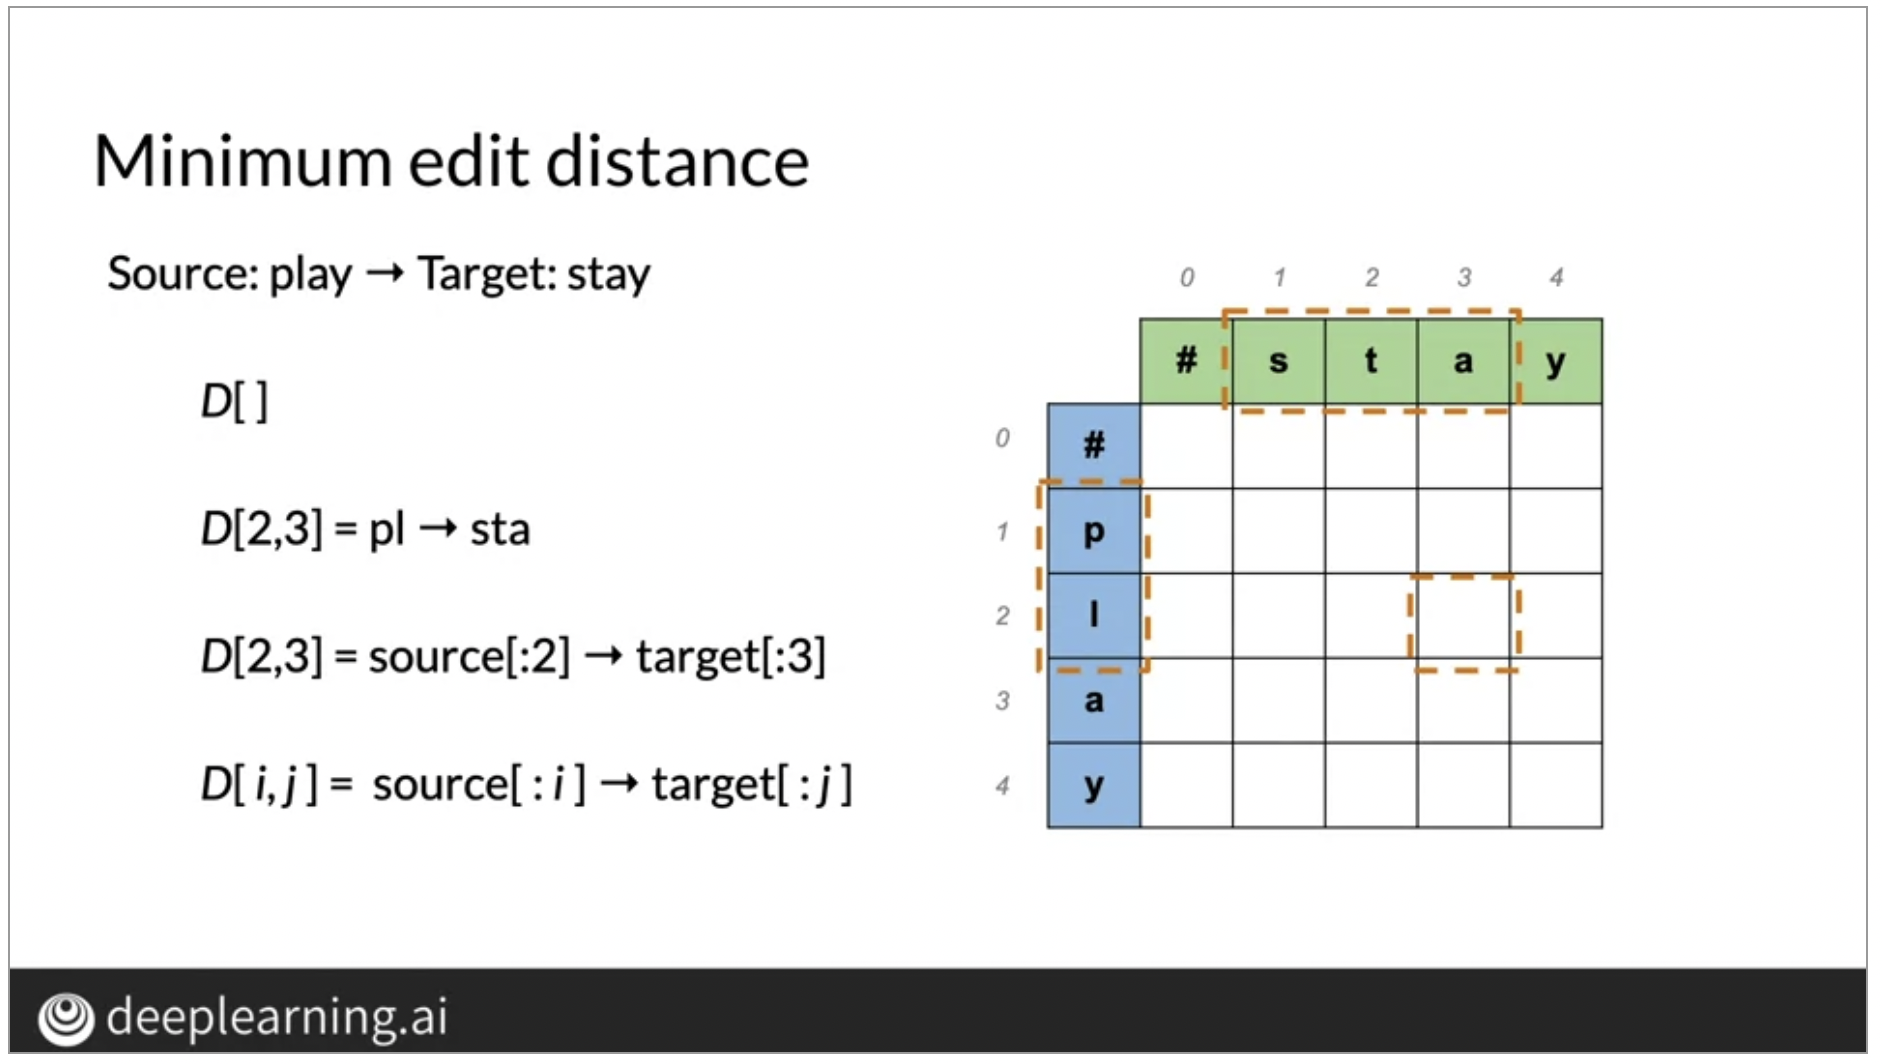 Minimum edit distance
Source: play → Target: stay
D[ ]
D[2,3] = pl → sta
D[2,3] = source[:2] → target[:3]
D[ i, j ] = source[ : i ] → target[ : j ]
0 1 2 3 4
# s t a y
0 #
1 p
2 l
3 a
4 y
deeplearning.ai